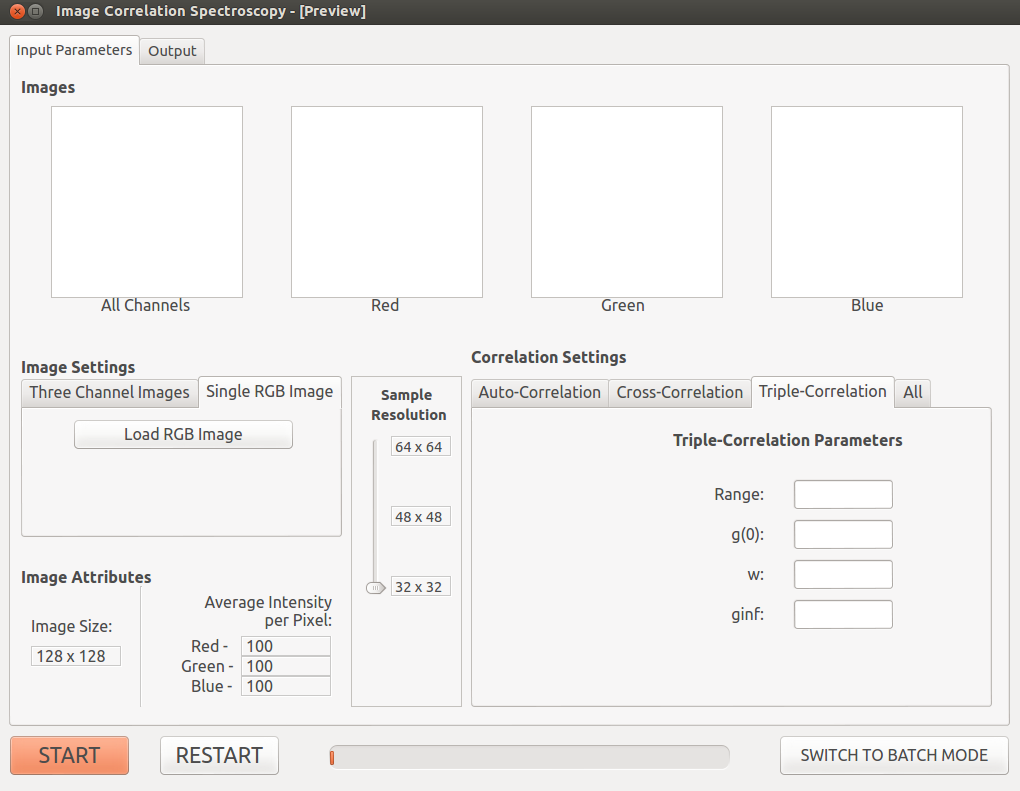 Image Correlation Spectroscopy - [Preview]
Input Parameters
Output
Images
All Channels
Red
Green
Blue
Image Settings
Three Channel Images
Single RGB Image
Load RGB Image
Image Attributes
Image Size:
128 x 128
Average Intensity
per Pixel:
Red - 100
Green - 100
Blue - 100
Sample
Resolution
64 x 64
48 x 48
32 x 32
Correlation Settings
Auto-Correlation
Cross-Correlation
Triple-Correlation
All
Triple-Correlation Parameters
Range:
g(0):
w:
ginf:
START
RESTART
SWITCH TO BATCH MODE